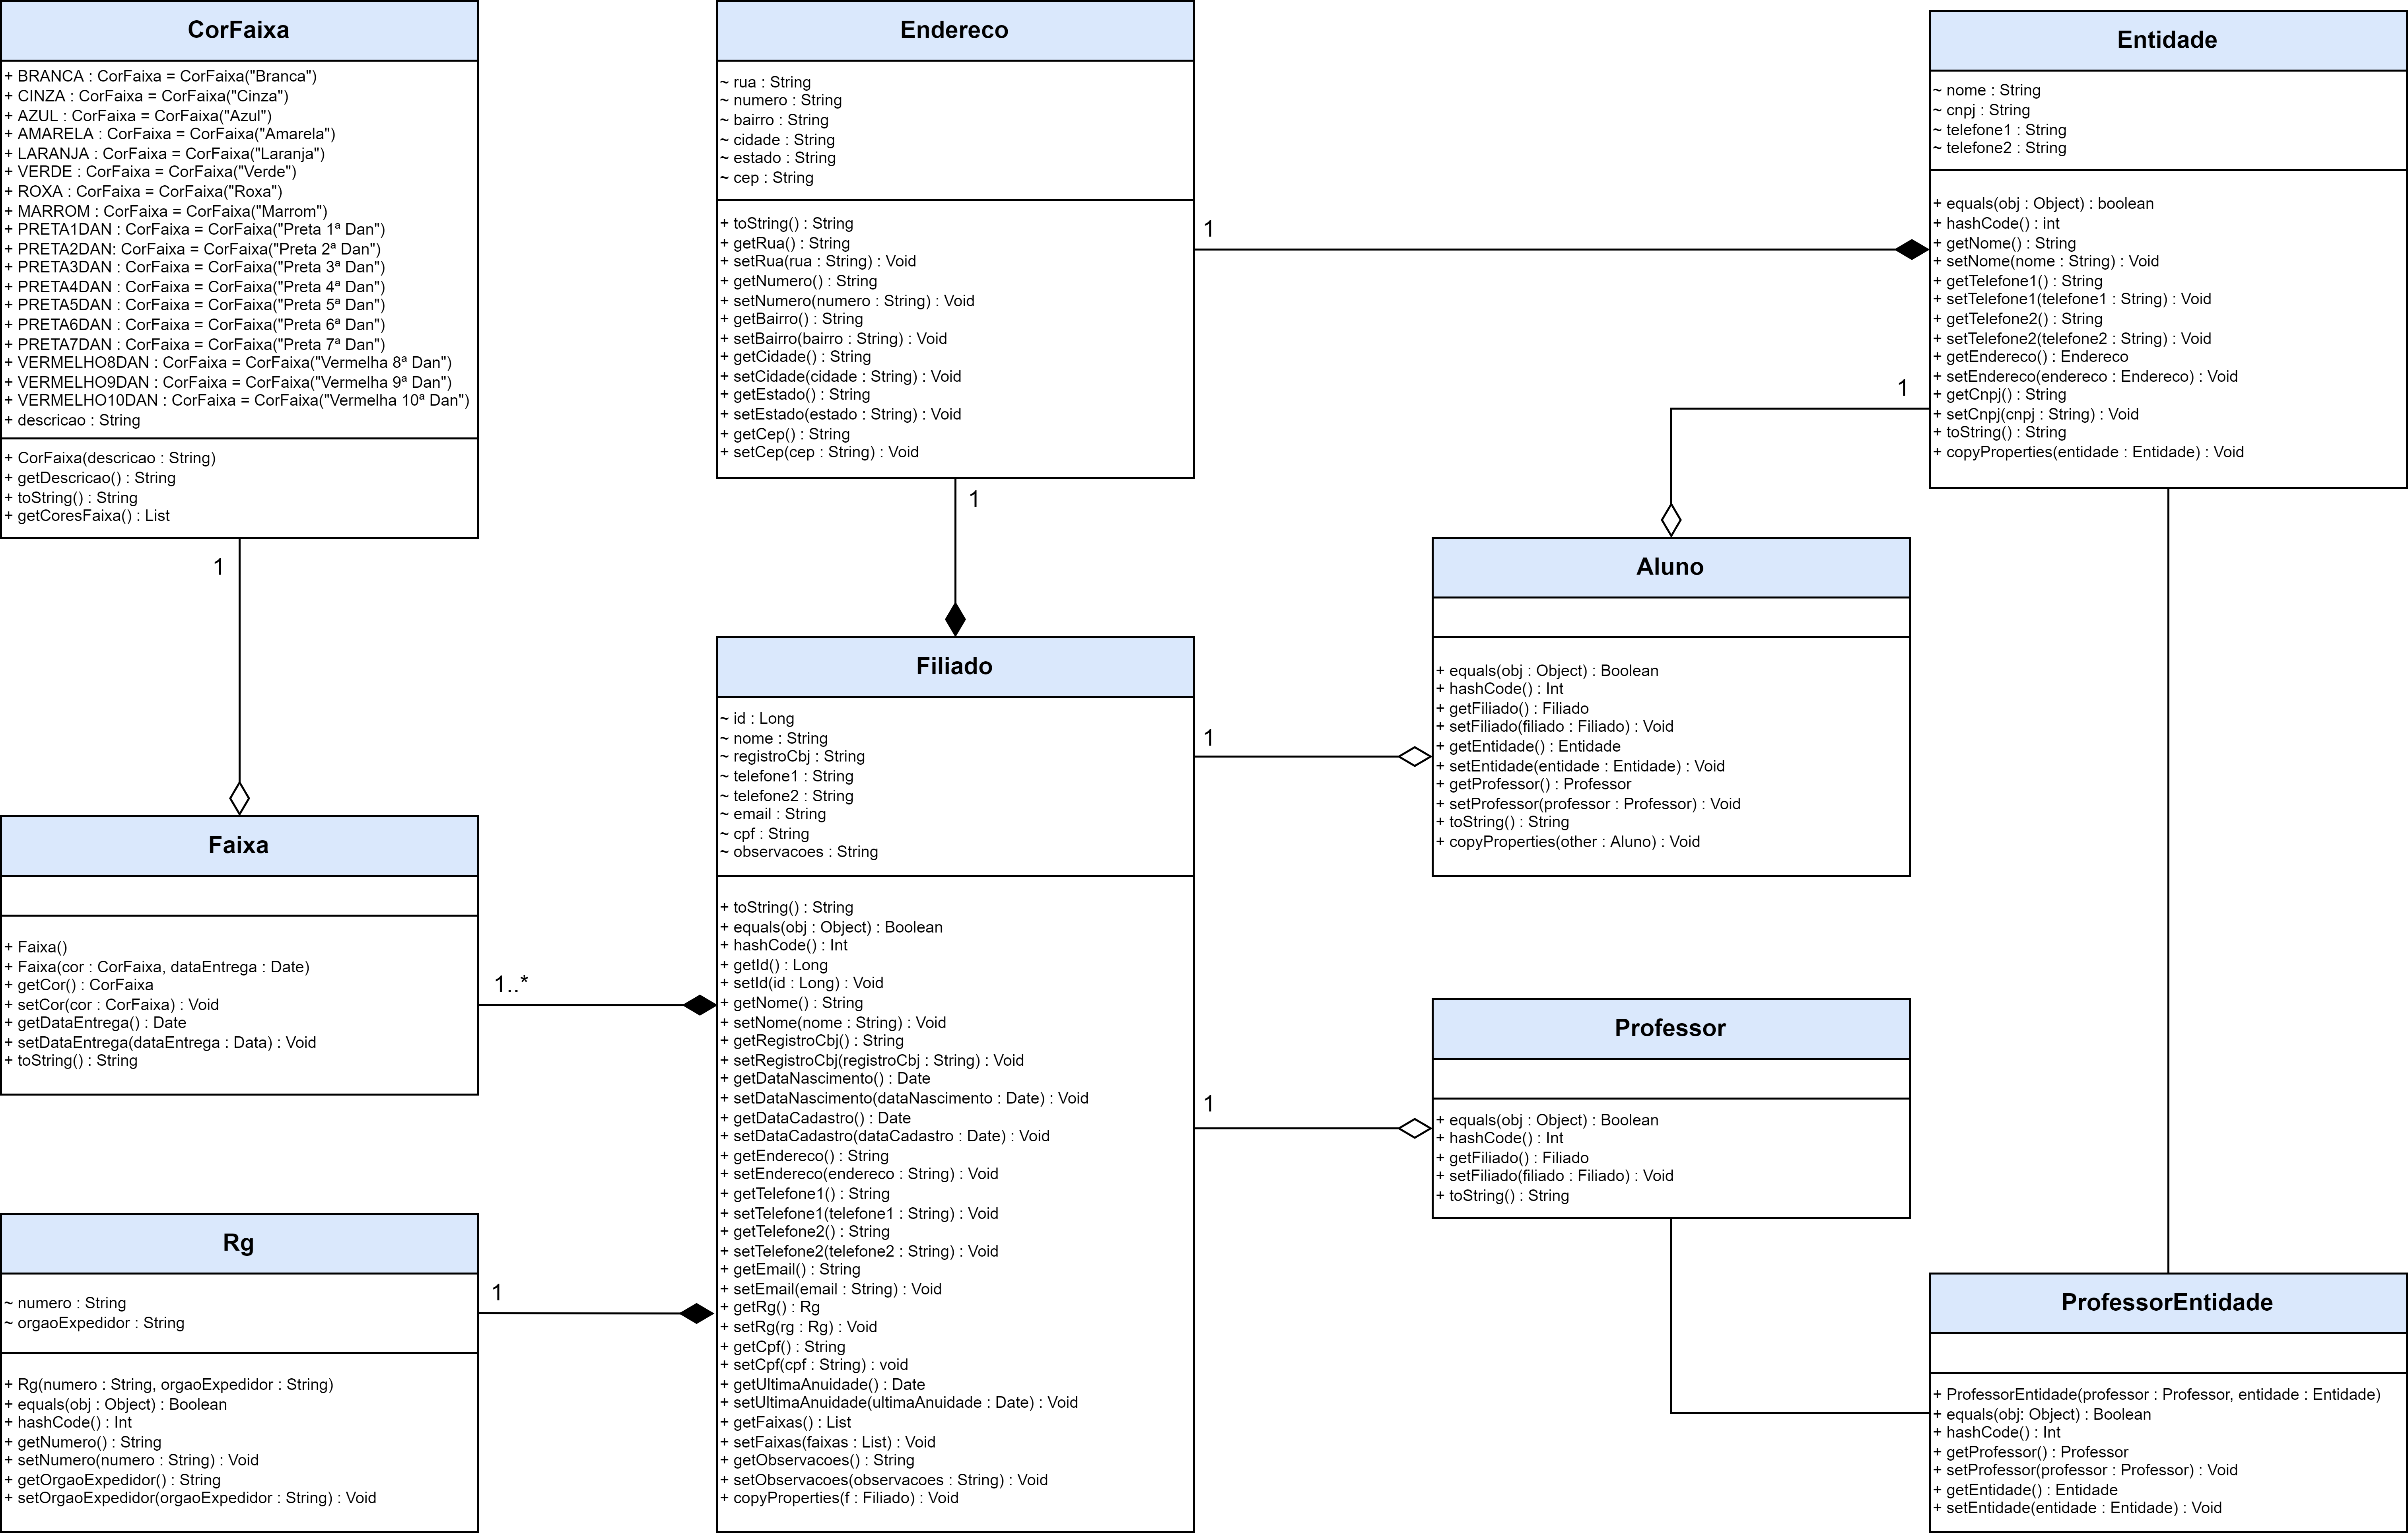 CorFaixa
+ BRANCA : CorFaixa = CorFaixa("Branca")
+ CINZA : CorFaixa = CorFaixa("Cinza")
+ AZUL : CorFaixa = CorFaixa("Azul")
+ AMARELA : CorFaixa = CorFaixa("Amarela")
+ LARANJA : CorFaixa = CorFaixa("Laranja")
+ VERDE : CorFaixa = CorFaixa("Verde")
+ ROXA : CorFaixa = CorFaixa("Roxa")
+ MARROM : CorFaixa = CorFaixa("Marrom")
+ PRETA1DAN : CorFaixa = CorFaixa("Preta 1ª Dan")
+ PRETA2DAN: CorFaixa = CorFaixa("Preta 2ª Dan")
+ PRETA3DAN : CorFaixa = CorFaixa("Preta 3ª Dan")
+ PRETA4DAN : CorFaixa = CorFaixa("Preta 4ª Dan")
+ PRETA5DAN : CorFaixa = CorFaixa("Preta 5ª Dan")
+ PRETA6DAN : CorFaixa = CorFaixa("Preta 6ª Dan")
+ PRETA7DAN : CorFaixa = CorFaixa("Preta 7ª Dan")
+ VERMELHO8DAN : CorFaixa = CorFaixa("Vermelha 8ª Dan")
+ VERMELHO9DAN : CorFaixa = CorFaixa("Vermelha 9ª Dan")
+ VERMELHO10DAN : CorFaixa = CorFaixa("Vermelha 10ª Dan")
+ descricao : String
+ CorFaixa(descricao : String)
+ getDescricao() : String
+ toString() : String
+ getCoresFaixa() : List
1
Endereco
~ rua : String
~ numero : String
~ bairro : String
~ cidade : String
~ estado : String
~ cep : String
+ toString() : String
+ getRua() : String
+ setRua(rua : String) : Void
+ getNumero() : String
+ setNumero(numero : String) : Void
+ getBairro() : String
+ setBairro(bairro : String) : Void
+ getCidade() : String
+ setCidade(cidade : String) : Void
+ getEstado() : String
+ setEstado(estado : String) : Void
+ getCep() : String
+ setCep(cep : String) : Void
1
1
Entidade
~ nome : String
~ cnpj : String
~ telefone1 : String
~ telefone2 : String
+ equals(obj : Object) : boolean
+ hashCode() : int
+ getNome() : String
+ setNome(nome : String) : Void
+ getTelefone1() : String
+ setTelefone1(telefone1 : String) : Void
+ getTelefone2() : String
+ setTelefone2(telefone2 : String) : Void
+ getEndereco() : Endereco
+ setEndereco(endereco : Endereco) : Void
+ getCnpj() : String
+ setCnpj(cnpj : String) : Void
+ toString() : String
+ copyProperties(entidade : Entidade) : Void
1
Faixa
+ Faixa()
+ Faixa(cor : CorFaixa, dataEntrega : Date)
+ getCor() : CorFaixa
+ setCor(cor : CorFaixa) : Void
+ getDataEntrega() : Date
+ setDataEntrega(dataEntrega : Data) : Void
+ toString() : String
1..*
Filiado
~ id : Long
~ nome : String
~ registroCbj : String
~ telefone1 : String
~ telefone2 : String
~ email : String
~ cpf : String
~ observacoes : String
+ toString() : String
+ equals(obj : Object) : Boolean
+ hashCode() : Int
+ getId() : Long
+ setId(id : Long) : Void
+ getNome() : String
+ setNome(nome : String) : Void
+ getRegistroCbj() : String
+ setRegistroCbj(registroCbj : String) : Void
+ getDataNascimento() : Date
+ setDataNascimento(dataNascimento : Date) : Void
+ getDataCadastro() : Date
+ setDataCadastro(dataCadastro : Date) : Void
+ getEndereco() : String
+ setEndereco(endereco : String) : Void
+ getTelefone1() : String
+ setTelefone1(telefone1 : String) : Void
+ getTelefone2() : String
+ setTelefone2(telefone2 : String) : Void
+ getEmail() : String
+ setEmail(email : String) : Void
+ getRg() : Rg
+ setRg(rg : Rg) : Void
+ getCpf() : String
+ setCpf(cpf : String) : void
+ getUltimaAnuidade() : Date
+ setUltimaAnuidade(ultimaAnuidade : Date) : Void
+ getFaixas() : List
+ setFaixas(faixas : List) : Void
+ getObservacoes() : String
+ setObservacoes(observacoes : String) : Void
+ copyProperties(f : Filiado) : Void
1
1
Aluno
+ equals(obj : Object) : Boolean
+ hashCode() : Int
+ getFiliado() : Filiado
+ setFiliado(filiado : Filiado) : Void
+ getEntidade() : Entidade
+ setEntidade(entidade : Entidade) : Void
+ getProfessor() : Professor
+ setProfessor(professor : Professor) : Void
+ toString() : String
+ copyProperties(other : Aluno) : Void
Professor
+ equals(obj : Object) : Boolean
+ hashCode() : Int
+ getFiliado() : Filiado
+ setFiliado(filiado : Filiado) : Void
+ toString() : String
Rg
~ numero : String
~ orgaoExpedidor : String
+ Rg(numero : String, orgaoExpedidor : String)
+ equals(obj : Object) : Boolean
+ hashCode() : Int
+ getNumero() : String
+ setNumero(numero : String) : Void
+ getOrgaoExpedidor() : String
+ setOrgaoExpedidor(orgaoExpedidor : String) : Void
1
ProfessorEntidade
+ ProfessorEntidade(professor : Professor, entidade : Entidade)
+ equals(obj: Object) : Boolean
+ hashCode() : Int
+ getProfessor() : Professor
+ setProfessor(professor : Professor) : Void
+ getEntidade() : Entidade
+ setEntidade(entidade : Entidade) : Void